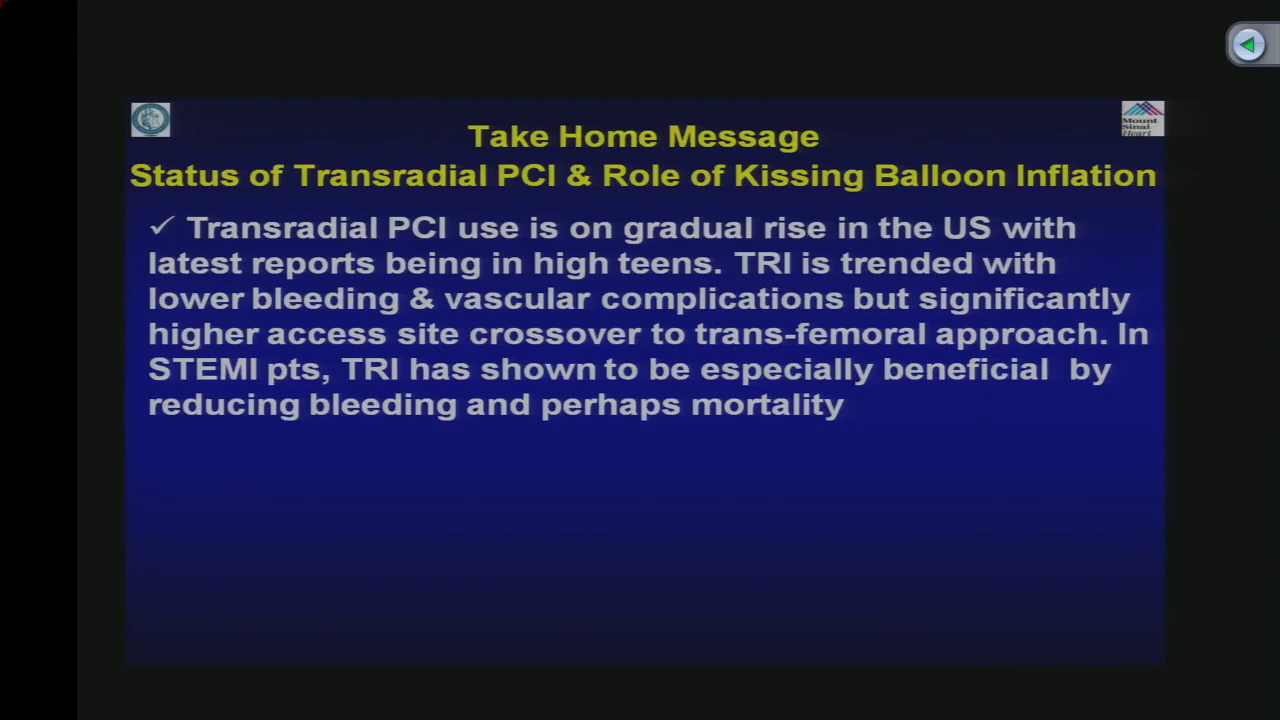 Mount
Sinai
Heart
Take Home Message
Status of Transradial PCI & Role of Kissing Balloon Inflation
✓ Transradial PCI use is on gradual rise in the US with
latest reports being in high teens. TRI is trended with
lower bleeding & vascular complications but significantly
higher access site crossover to trans-femoral approach. In
STEMI pts, TRI has shown to be especially beneficial by
reducing bleeding and perhaps mortality